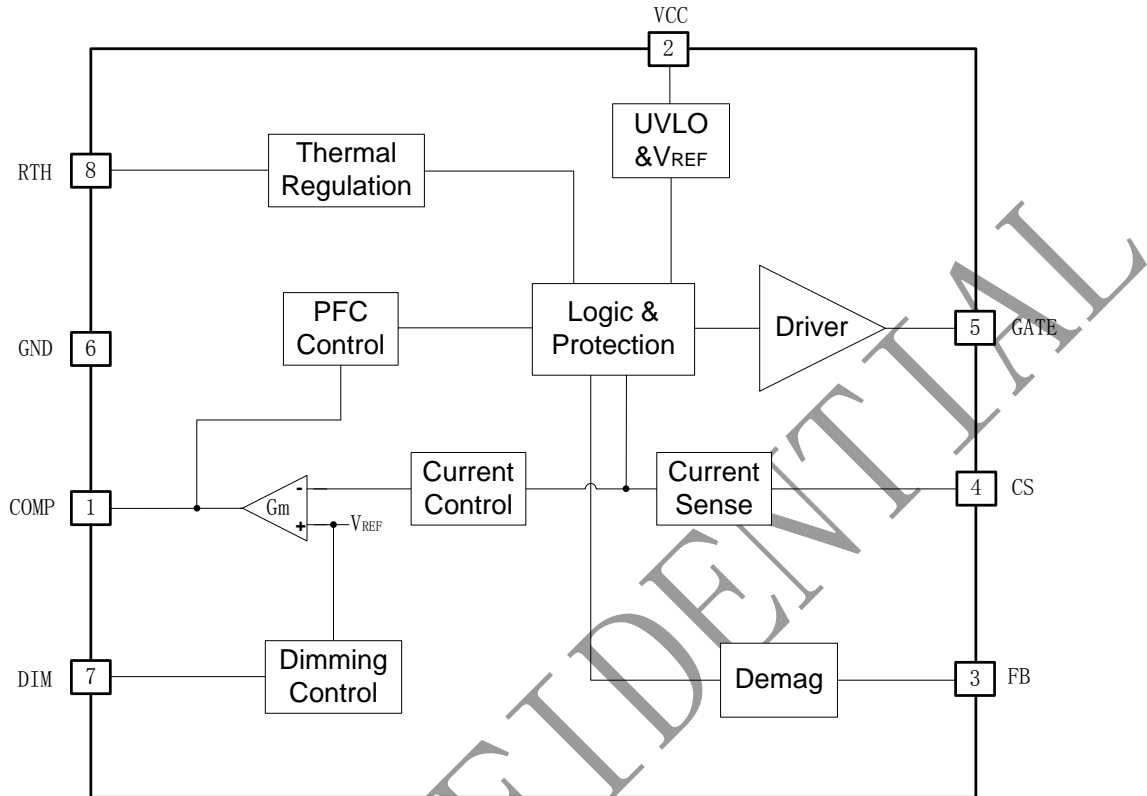 VCC
2
UVLO
&VREF
RTH
8
Thermal
Regulation
PFC
Control
Logic &
Protection
Driver
5
GATE
GND
6
COMP
1
Gm
-
+
VREF
Current
Control
Current
Sense
4
CS
DIM
7
Dimming
Control
Demag
3
FB
FIDENTIAL